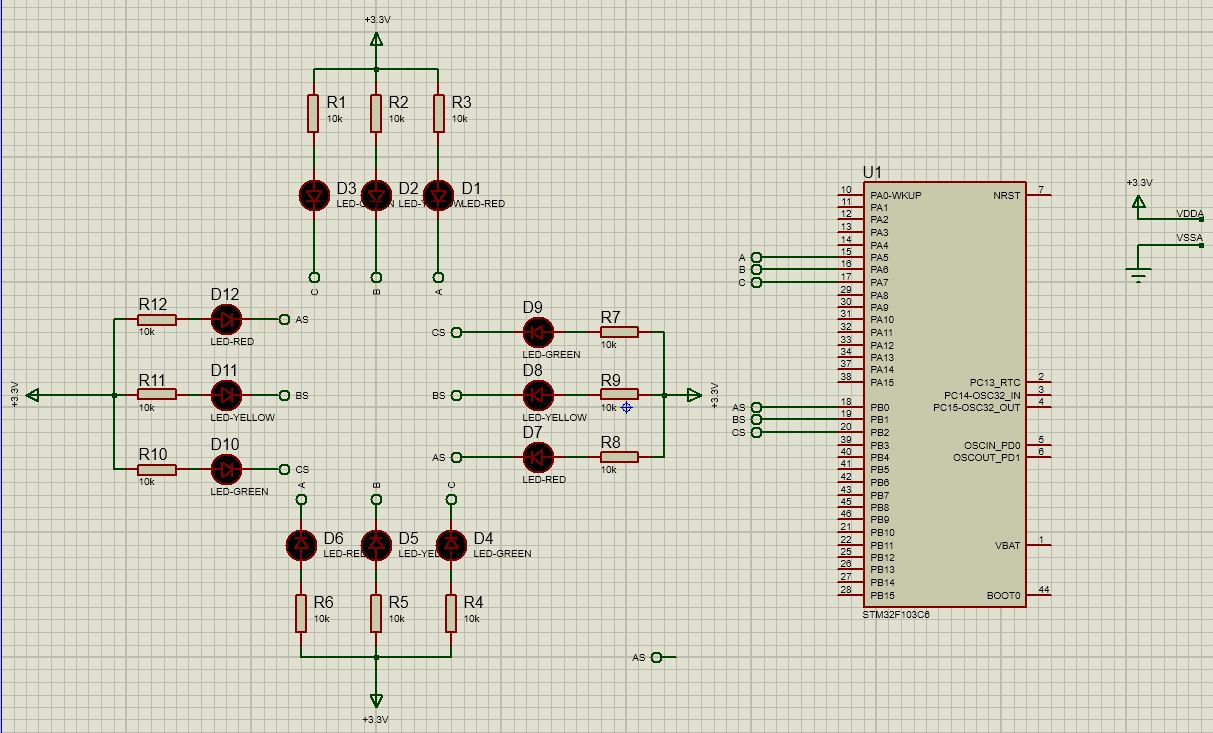 +3.3V
R1
10k
R2
10k
R3
10k
D3
D2
D1
LED-RED
C
B
A
R12
10k
D12
LED-RED
AS
R11
10k
D11
LED-YELLOW
BS
R10
10k
D10
LED-GREEN
CS
+3.3V
CS
D9
LED-GREEN
R7
10k
BS
D8
LED-YELLOW
R9
10k
AS
D7
LED-RED
R8
10k
+3.3V
A
B
C
D6
D5
D4
LED-GREEN
R6
10k
R5
10k
R4
10k
+3.3V
AS
A
B
C
AS
BS
CS
U1
10 PA0-WKUP
11 PA1
12 PA2
13 PA3
14 PA4
15 PA5
16 PA6
17 PA7
29 PA8
30 PA9
31 PA10
32 PA11
33 PA12
34 PA13
37 PA14
38 PA15
18 PB0
19 PB1
20 PB2
39 PB3
40 PB4
41 PB5
42 PB6
43 PB7
45 PB8
46 PB9
21 PB10
22 PB11
25 PB12
26 PB13
27 PB14
28 PB15
NRST 7
PC13_RTC 2
PC14-OSC32_IN 3
PC15-OSC32_OUT 4
OSCIN_PD0 5
OSCOUT_PD1 6
VBAT 1
BOOT0 44
STM32F103C6
+3.3V
VDDA
VSSA